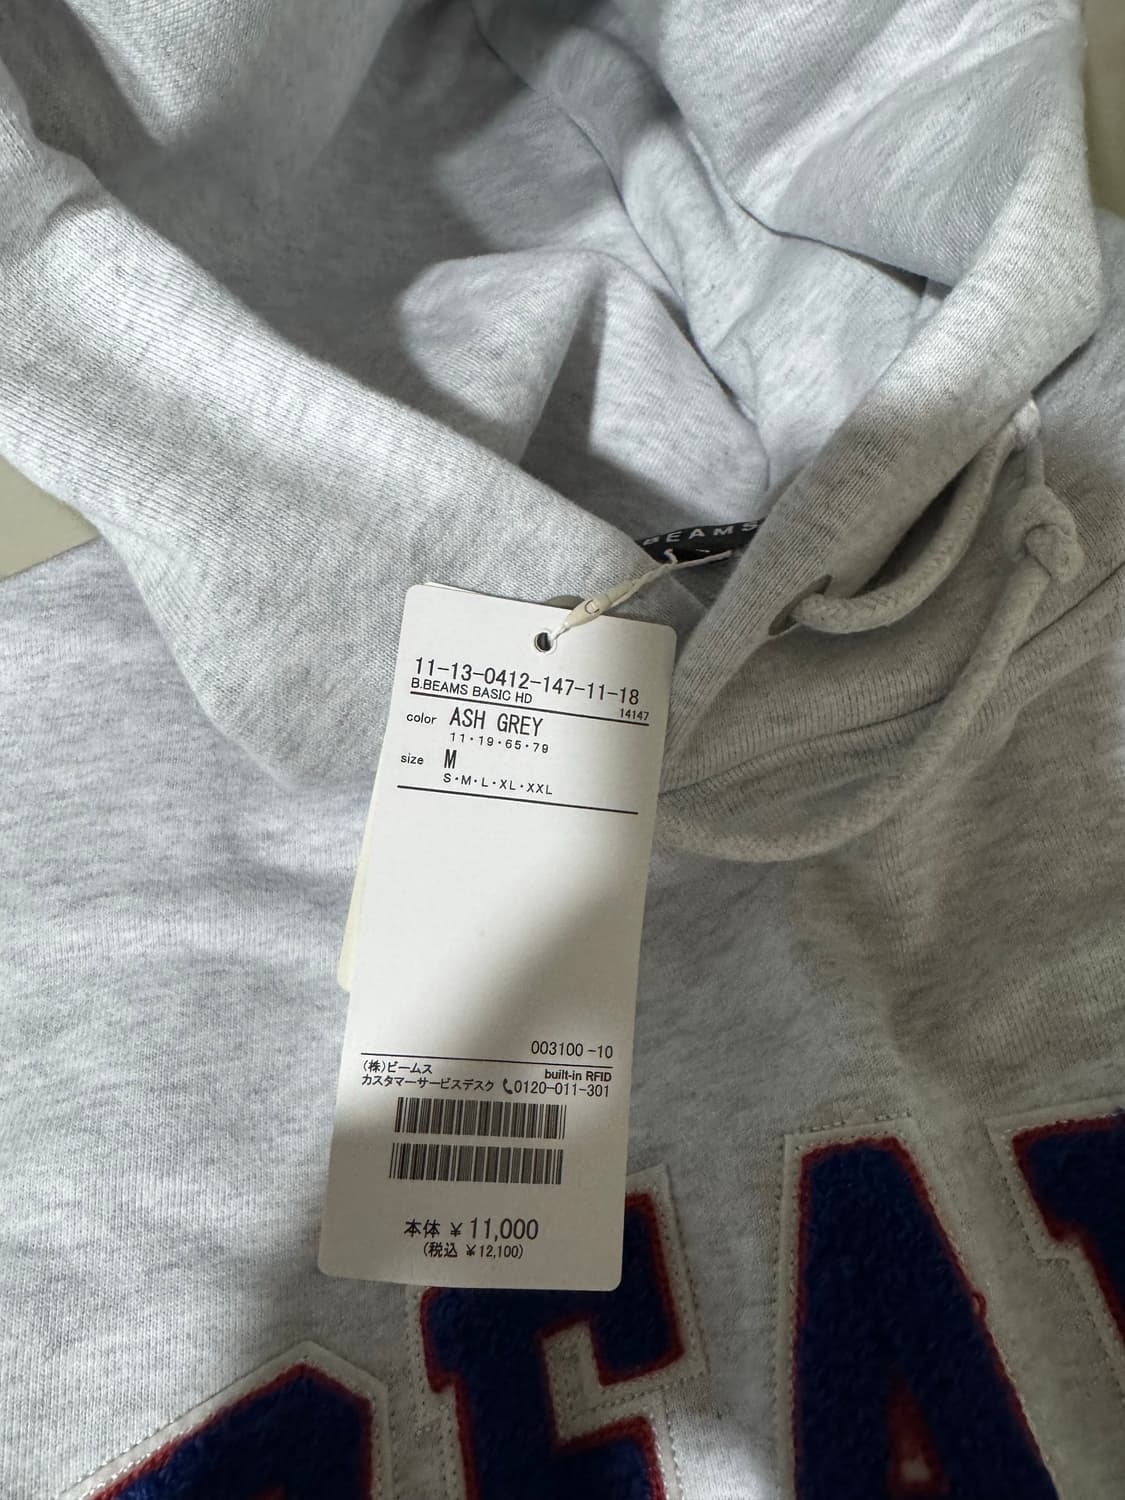 BEAMS
11-13-0412-147-11-18
B.BEAMS BASIC HD
14147
color ASH GREY
11・19・65・79
size M
S・M・L・XL・XXL
003100 -10
(株)ビームス
built-in RFID
カスタマーサービスデスク 0120-011-301
本体 ¥11,000
(税込 ¥12,100)
BEA